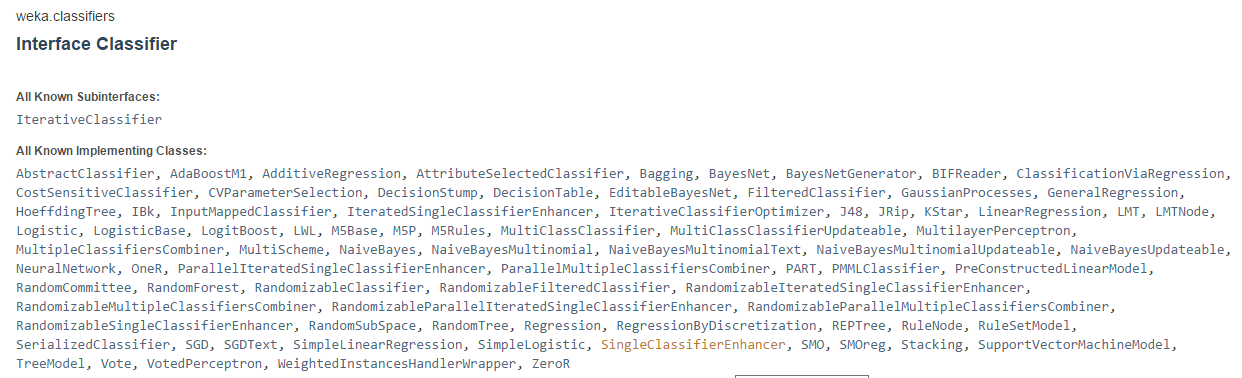 weka.classifiers
Interface Classifier
All Known Subinterfaces:
IterativeClassifier
All Known Implementing Classes:
AbstractClassifier, AdaBoostM1, AdditiveRegression, AttributeSelectedClassifier, Bagging, BayesNet, BayesNetGenerator, BIFReader, ClassificationViaRegression,
CostSensitiveClassifier, CVParameterSelection, DecisionStump, DecisionTable, EditableBayesNet, FilteredClassifier, GaussianProcesses, GeneralRegression,
HoeffdingTree, IBk, InputMappedClassifier, IteratedSingleClassifierEnhancer, IterativeClassifierOptimizer, J48, JRip, KStar, LinearRegression, LMT, LMTNode,
Logistic, LogisticBase, LogitBoost, LWL, M5Base, M5P, M5Rules, MultiClassClassifier, MultiClassClassifierUpdateable, MultilayerPerceptron,
MultipleClassifiersCombiner, MultiScheme, NaiveBayes, NaiveBayesMultinomial, NaiveBayesMultinomialText, NaiveBayesMultinomialUpdateable, NaiveBayesUpdateable,
NeuralNetwork, OneR, ParallelIteratedSingleClassifierEnhancer, ParallelMultipleClassifiersCombiner, PART, PMMLClassifier, PreConstructedLinearModel,
RandomCommittee, RandomForest, RandomizableClassifier, RandomizableFilteredClassifier, RandomizableIteratedSingleClassifierEnhancer,
RandomizableMultipleClassifiersCombiner, RandomizableParallelIteratedSingleClassifierEnhancer, RandomizableParallelMultipleClassifiersCombiner,
RandomizableSingleClassifierEnhancer, RandomSubSpace, RandomTree, Regression, RegressionByDiscretization, REPTree, RuleNode, RuleSetModel,
SerializedClassifier, SGD, SGDText, SimpleLinearRegression, SimpleLogistic, SingleClassifierEnhancer, SMO, SMOreg, Stacking, SupportVectorMachineModel,
TreeModel, Vote, VotedPerceptron, WeightedInstancesHandlerWrapper, ZeroR